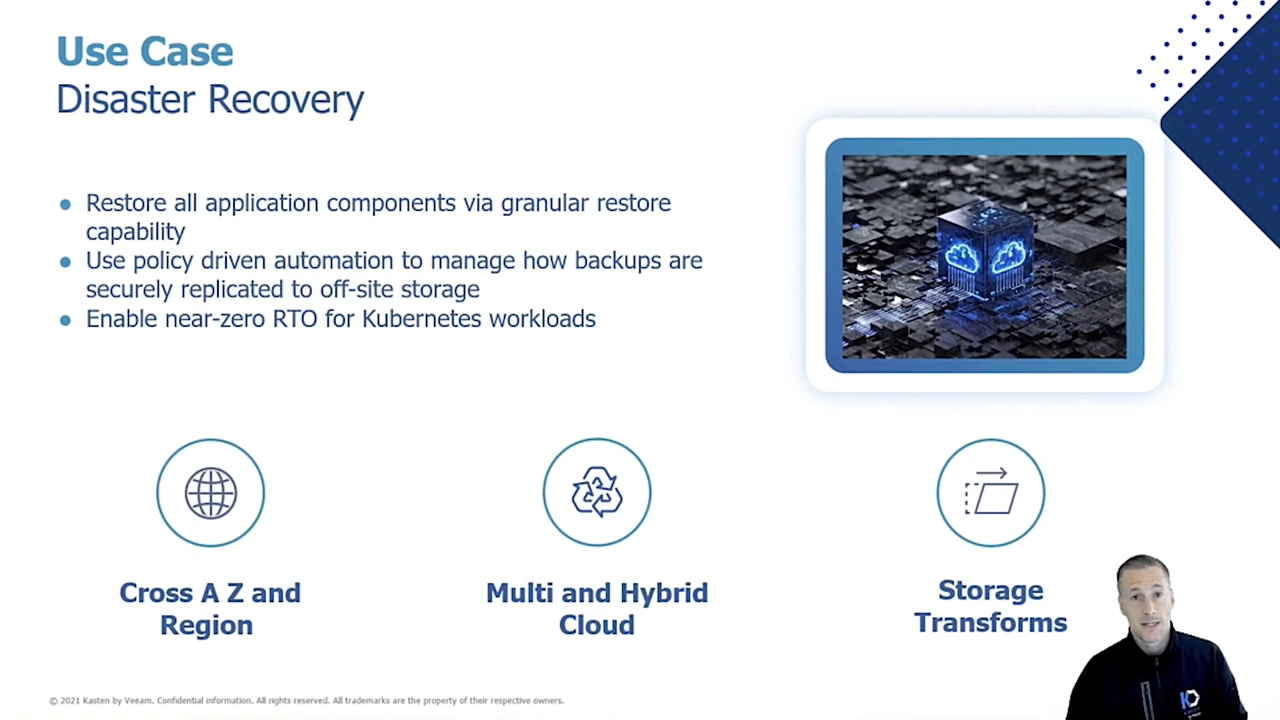 Use Case
Disaster Recovery
● Restore all application components via granular restore
capability
● Use policy driven automation to manage how backups are
securely replicated to off-site storage
● Enable near-zero RTO for Kubernetes workloads
Cross A Z and
Region
Multi and Hybrid
Cloud
Storage
Transforms
© 2021 Kasten by Veeam. Confidential information. All rights reserved. All trademarks are the property of their respective owners.